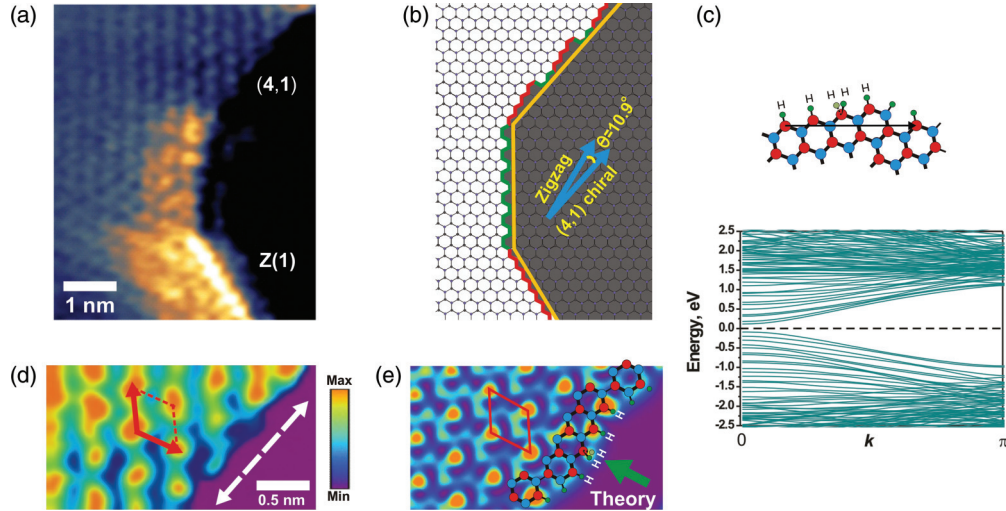 (a)
(4,1)
Z(1)
1 nm
(b)
Zigzag
Θ=10.9°
(4,1) chiral
(c)
H
H
H H
H
H
2.5
2.0
1.5
1.0
0.5
0.0
-0.5
-1.0
-1.5
-2.0
-2.5
Energy, eV
0
k
π
(d)
0.5 nm
Max
Min
(e)
H
H
H
H
H
H
Theory